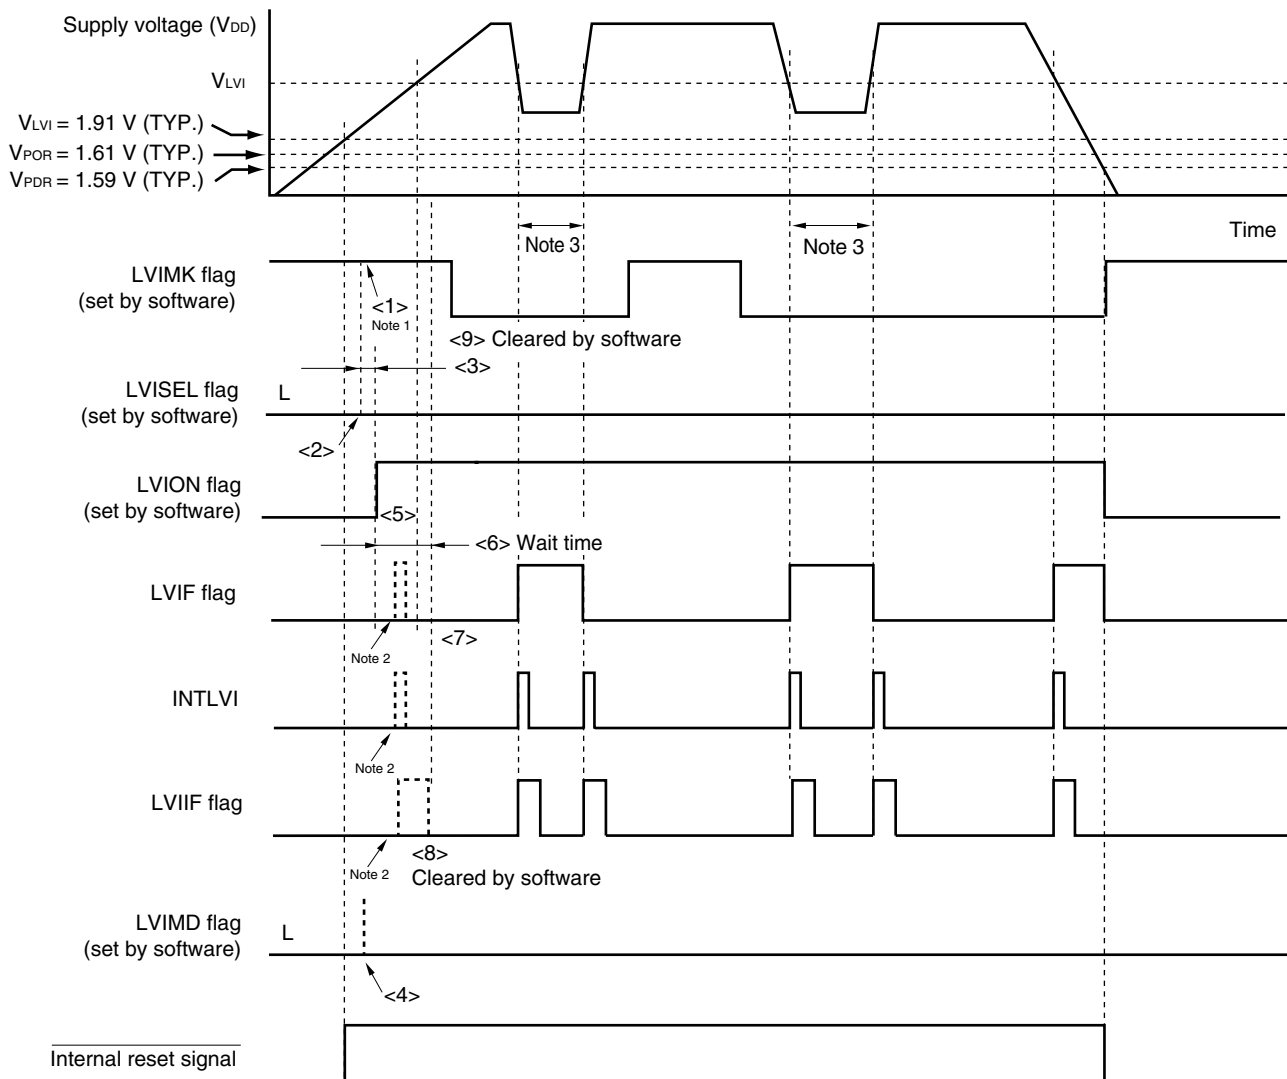 Supply voltage (VDD)
VLVI
VLVI = 1.91 V (TYP.)
VPOR = 1.61 V (TYP.)
VPDR = 1.59 V (TYP.)
Time
Note 3
Note 3
LVIMK flag
(set by software)
<1>
Note 1
<9> Cleared by software
<3>
LVISEL flag
(set by software)
L
<2>
LVION flag
(set by software)
<5>
<6> Wait time
LVIF flag
<7>
Note 2
INTLVI
Note 2
LVIIF flag
Note 2
<8>
Cleared by software
LVIMD flag
(set by software)
L
<4>
Internal reset signal